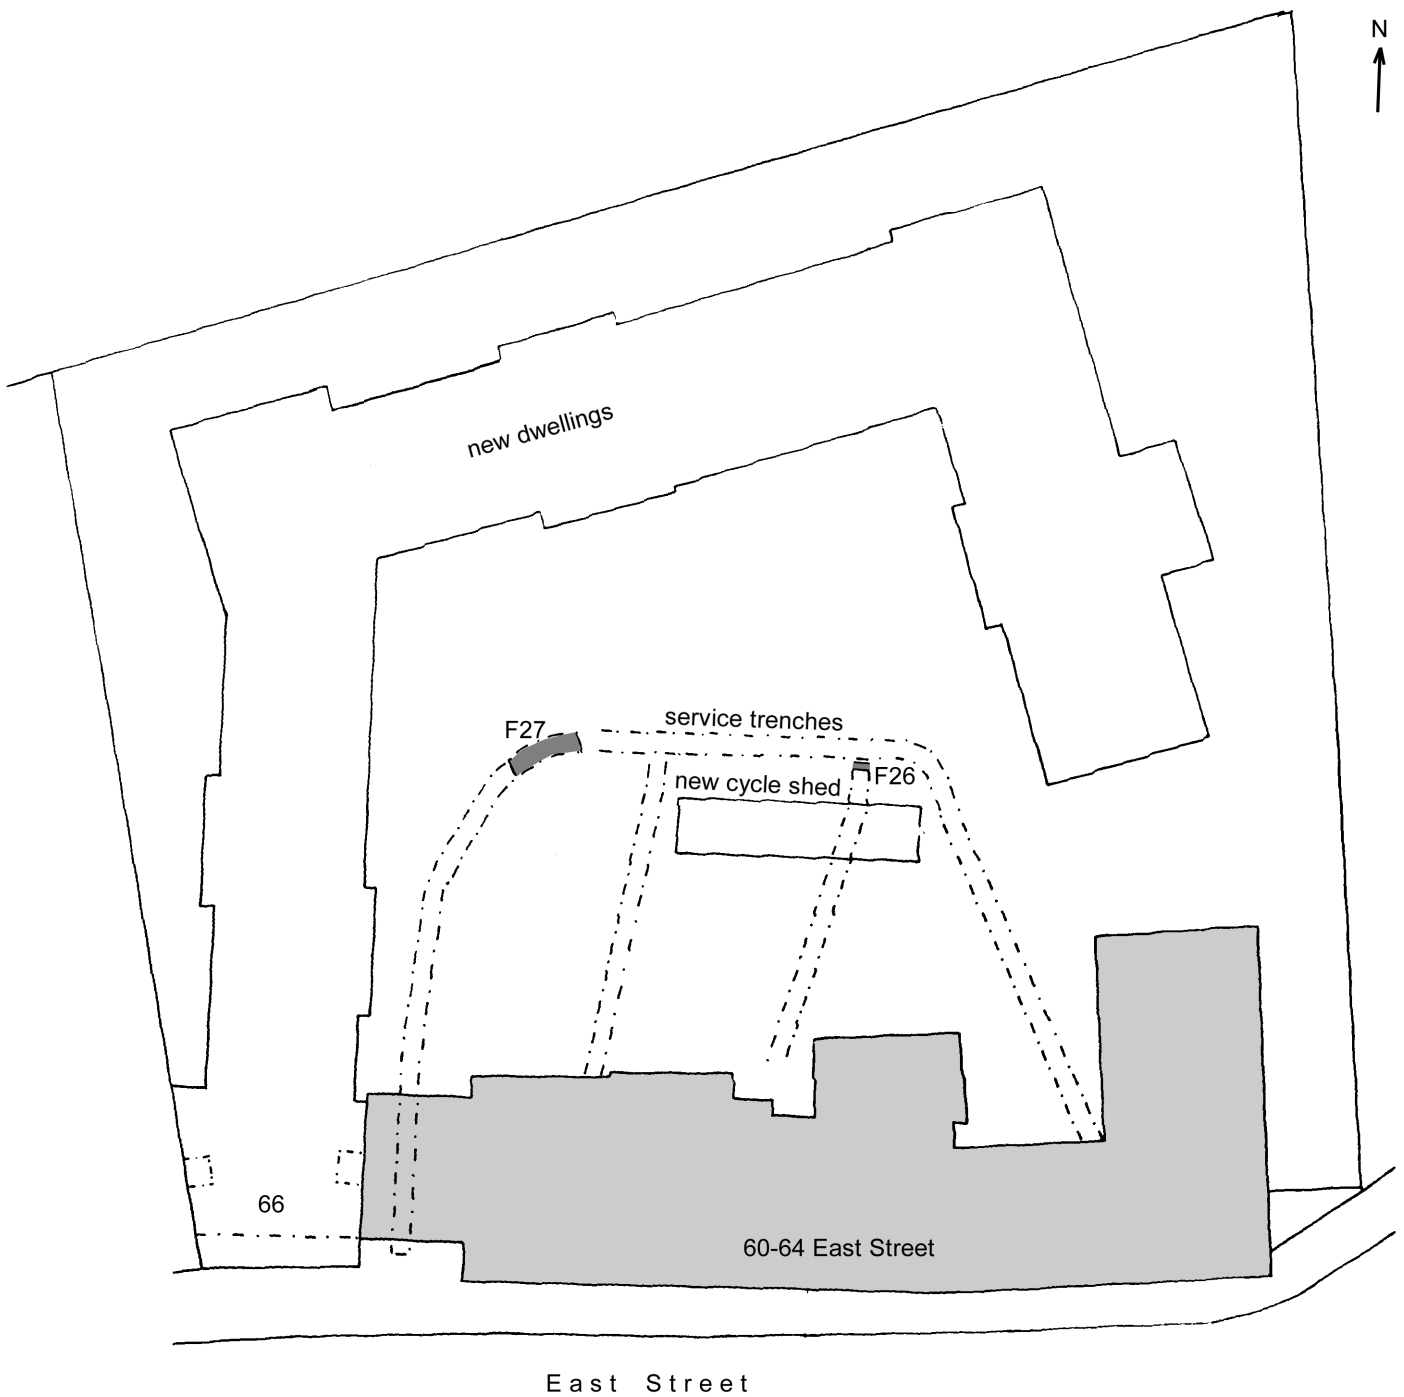 N
new dwellings
service trenches
F27
F26
new cycle shed
66
60-64 East Street
East Street